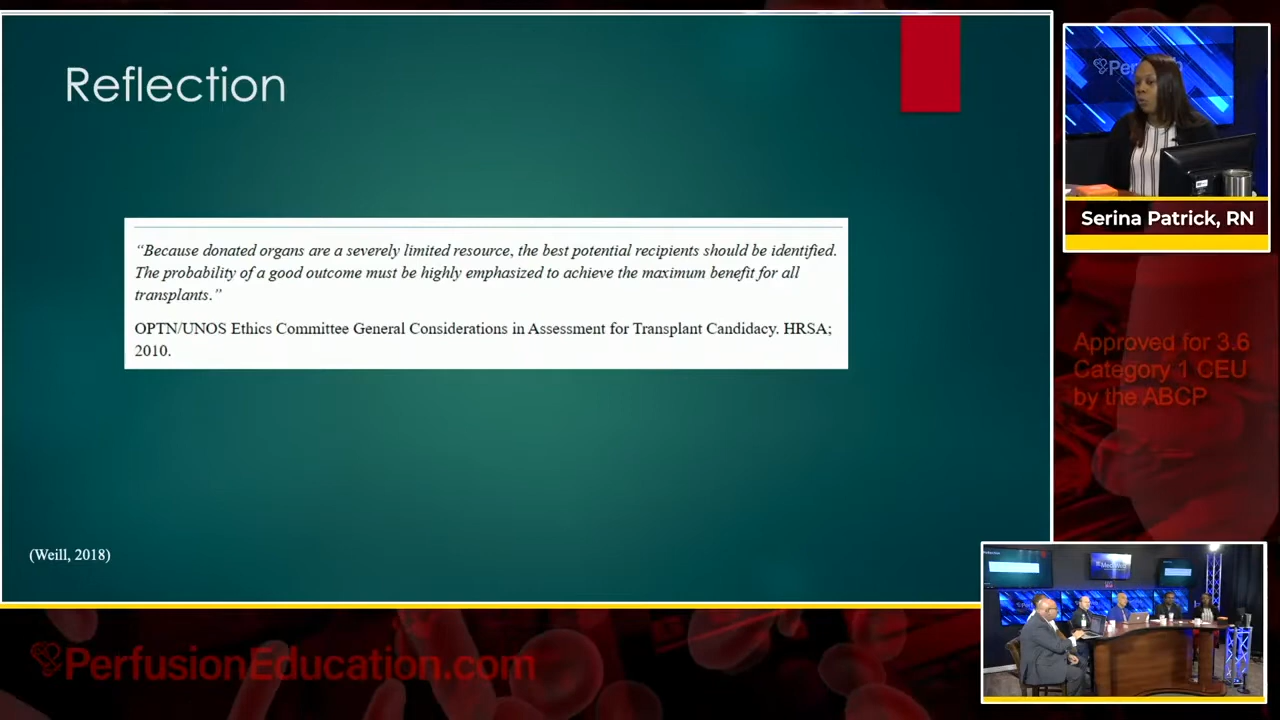 Reflection
“Because donated organs are a severely limited resource, the best potential recipients should be identified.
The probability of a good outcome must be highly emphasized to achieve the maximum benefit for all
transplants.”
OPTN/UNOS Ethics Committee General Considerations in Assessment for Transplant Candidacy. HRSA;
2010.
(Weill, 2018)
Serina Patrick, RN
Approved for 3.6
Category 1 CEU
by the ABCP
PerfusionEducation.com